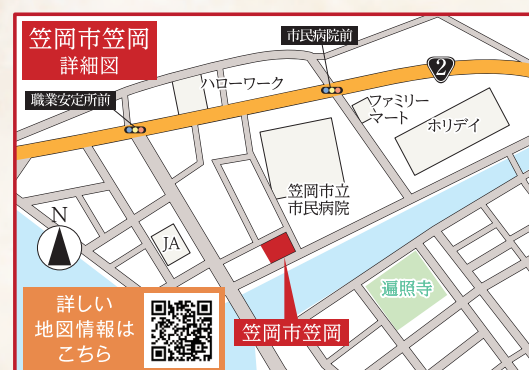 笠岡市笠岡
詳細図
市民病院前
2
ハローワーク
職業安定所前
ファミリー
マート
ホリデイ
笠岡市立
市民病院
N
JA
遍照寺
詳しい
地図情報は
こちら
笠岡市笠岡